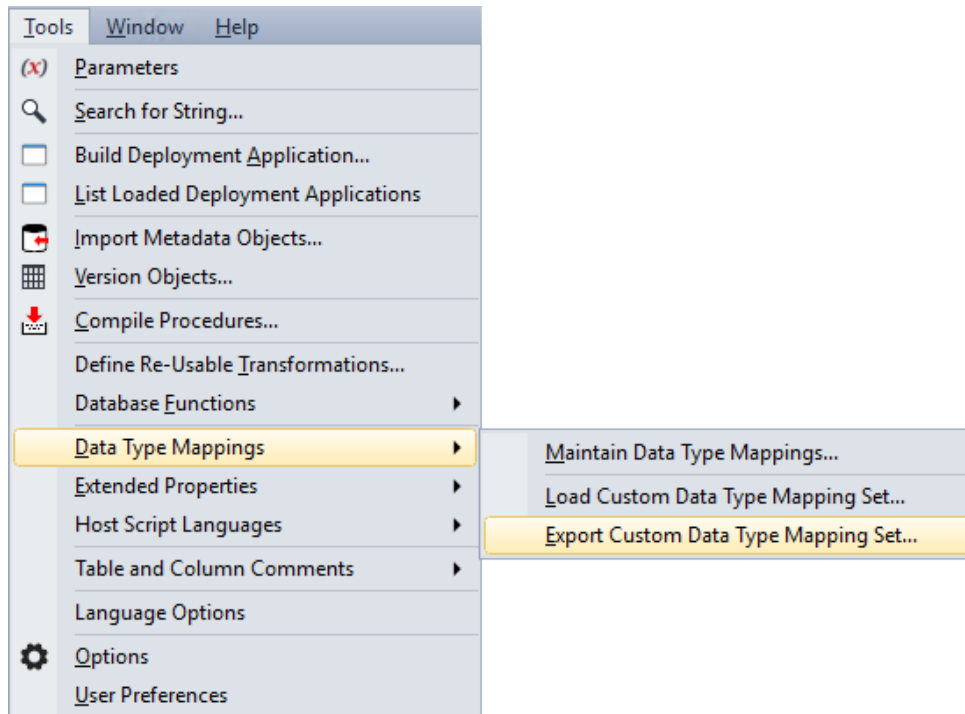 Tools Window Help
(x) Parameters
Search for String...
Build Deployment Application...
List Loaded Deployment Applications
Import Metadata Objects...
Version Objects...
Compile Procedures...
Define Re-Usable Transformations...
Database Functions
Data Type Mappings
Maintain Data Type Mappings...
Load Custom Data Type Mapping Set...
Export Custom Data Type Mapping Set...
Extended Properties
Host Script Languages
Table and Column Comments
Language Options
Options
User Preferences